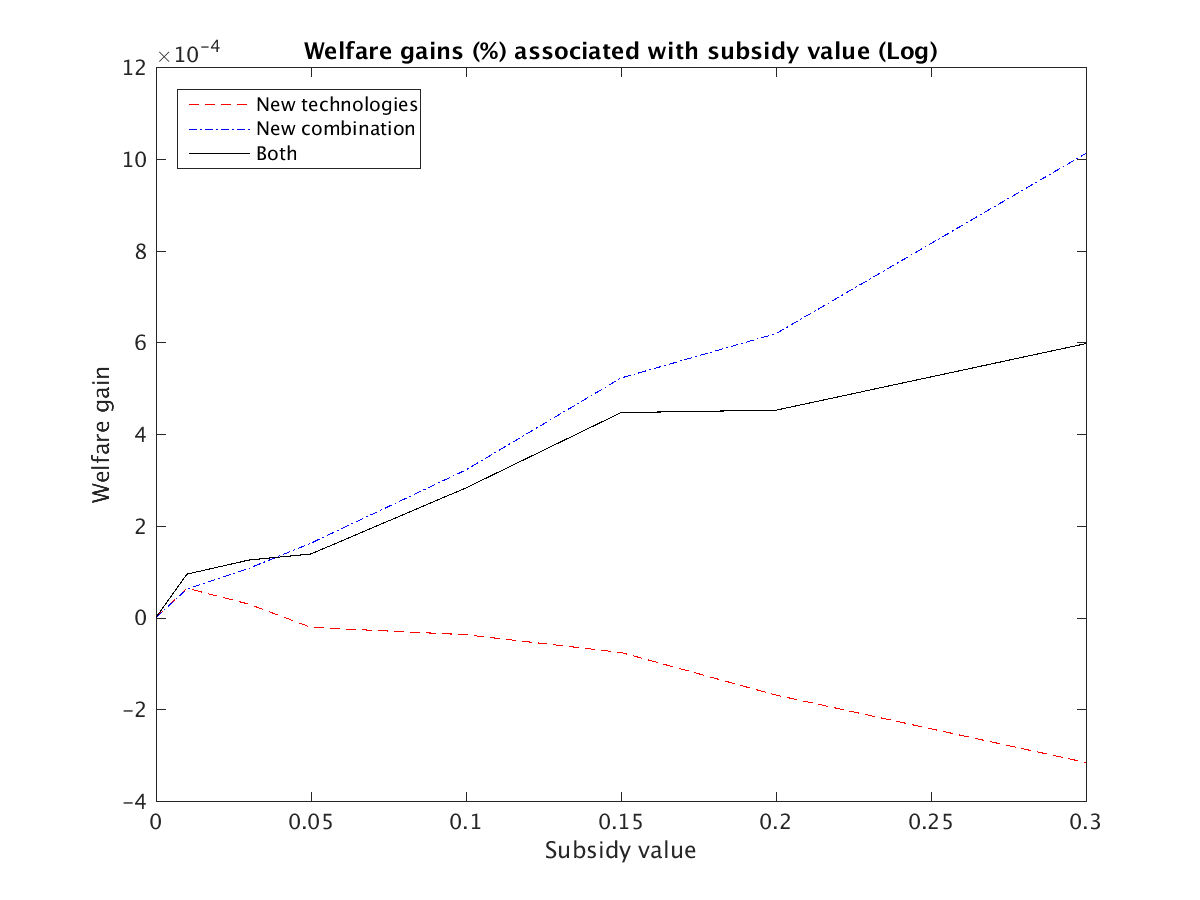 Welfare gains (%) associated with subsidy value (Log)
×10⁻⁴
12
10
8
6
4
2
0
-2
-4
New technologies
New combination
Both
Welfare gain
0 0.05 0.1 0.15 0.2 0.25 0.3
Subsidy value